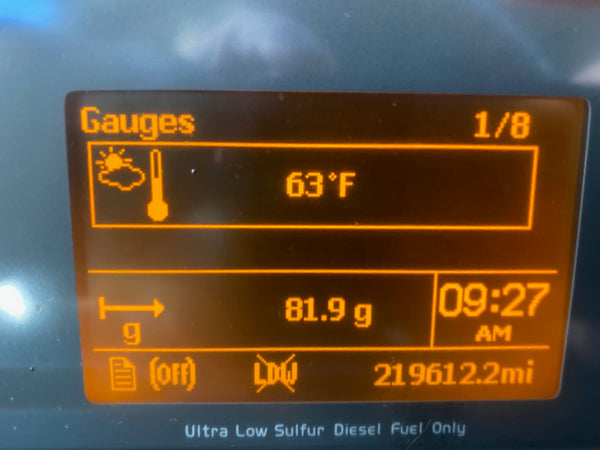 Gauges 1/8
63°F
g 81.9 g 09:27
AM
(off) LDW 219612.2mi
Ultra Low Sulfur Diesel Fuel Only